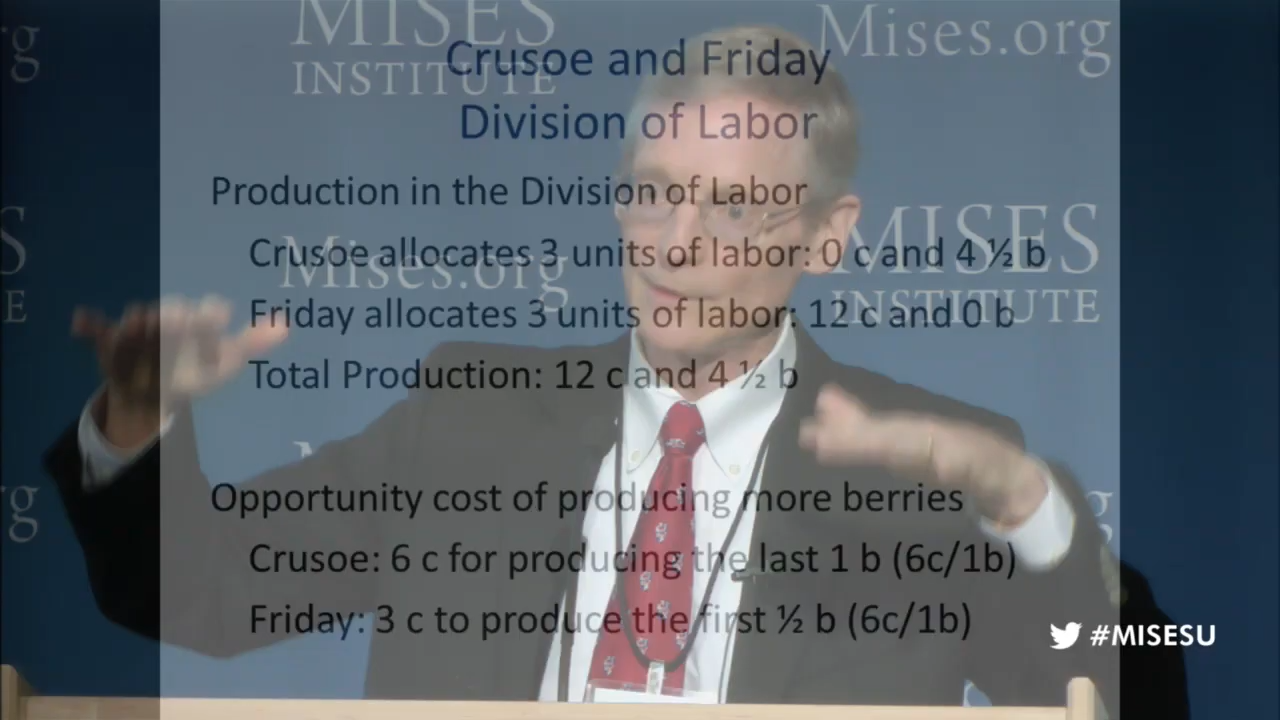 MISES
INSTITUTE
Mises.org
rg
Crusoe and Friday
Division of Labor
Production in the Division of Labor
Crusoe allocates 3 units of labor: 0 c and 4 ½ b
Friday allocates 3 units of labor: 12 c and 0 b
Total Production: 12 c and 4 ½ b
Mises.org
MISES
INSTITUTE
S
E
Opportunity cost of producing more berries
Crusoe: 6 c for producing the last 1 b (6c/1b)
Friday: 3 c to produce the first ½ b (6c/1b)
rg
#MISESU